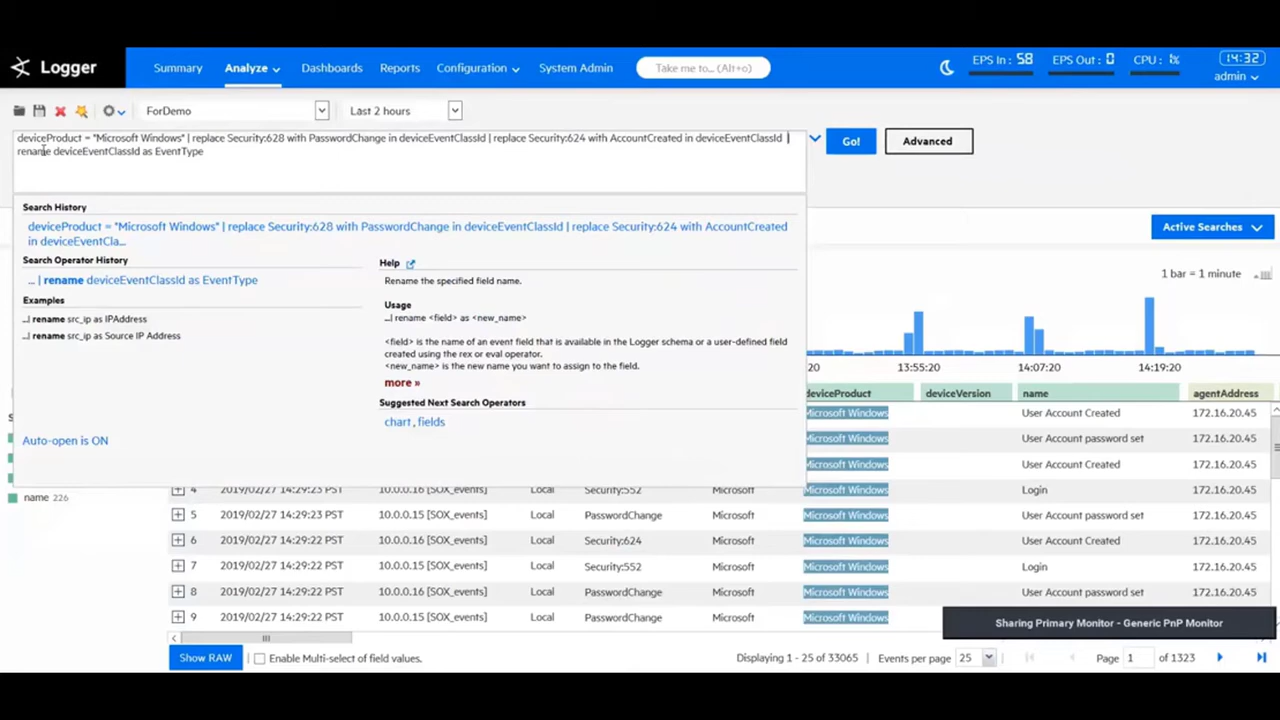 Logger
Summary
Analyze
Dashboards
Reports
Configuration
System Admin
Take me to... (Alt+o)
EPS In : 58
EPS Out : 0
CPU :
14:32
admin
ForDemo
Last 2 hours
deviceProduct = "Microsoft Windows" | replace Security:628 with PasswordChange in deviceEventClassId | replace Security:624 with AccountCreated in deviceEventClassId |
rename deviceEventClassId as EventType
Go!
Advanced
Search History
deviceProduct = "Microsoft Windows" | replace Security:628 with PasswordChange in deviceEventClassId | replace Security:624 with AccountCreated
in deviceEventCla...
Search Operator History
... | rename deviceEventClassId as EventType
Examples
...| rename src_ip as IPAddress
...| rename src_ip as Source IP Address
Auto-open is ON
Help
Rename the specified field name.
Usage
...| rename <field> as <new_name>
<field> is the name of an event field that is available in the Logger schema or a user-defined field
created using the rex or eval operator.
<new_name> is the new name you want to assign to the field.
more »
Suggested Next Search Operators
chart , fields
Active Searches
1 bar = 1 minute
20 13:55:20 14:07:20 14:19:20
deviceProduct deviceVersion name agentAddress
Microsoft Windows User Account Created 172.16.20.45
Microsoft Windows User Account password set 172.16.20.45
Microsoft Windows User Account Created 172.16.20.45
name 226
4 2019/02/27 14:29:23 PST 10.0.0.16 [SOX_events] Local Security:552 Microsoft Microsoft Windows Login 172.16.20.45
5 2019/02/27 14:29:23 PST 10.0.0.15 [SOX_events] Local PasswordChange Microsoft Microsoft Windows User Account password set 172.16.20.45
6 2019/02/27 14:29:22 PST 10.0.0.16 [SOX_events] Local Security:624 Microsoft Microsoft Windows User Account Created 172.16.20.45
7 2019/02/27 14:29:22 PST 10.0.0.15 [SOX_events] Local Security:552 Microsoft Microsoft Windows Login 172.16.20.45
8 2019/02/27 14:29:22 PST 10.0.0.16 [SOX_events] Local PasswordChange Microsoft Microsoft Windows User Account password set 172.16.20.45
9 2019/02/27 14:29:22 PST 10.0.0.16 [SOX_events] Local PasswordChange Microsoft Microsoft Windows
Sharing Primary Monitor - Generic PnP Monitor
Show RAW
Enable Multi-select of field values.
Displaying 1 - 25 of 33065
Events per page 25
Page 1 of 1323